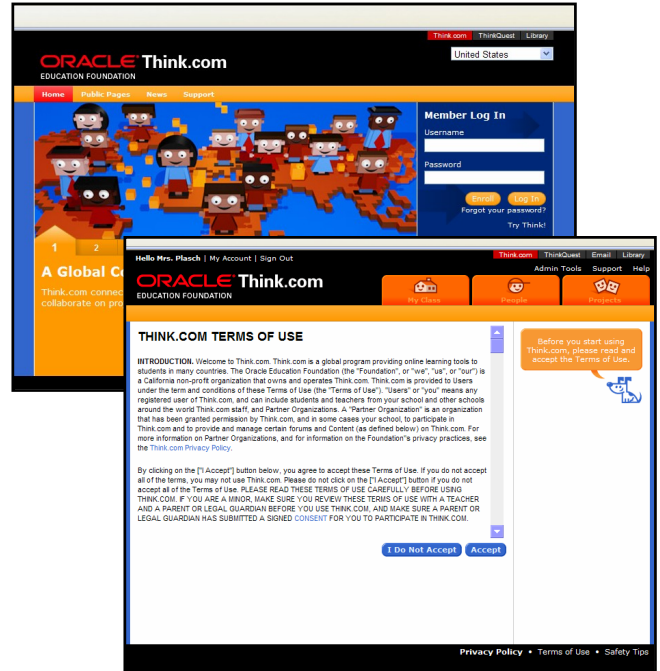 Think.com ThinkQuest Library
United States
ORACLE Think.com
EDUCATION FOUNDATION
Home Public Pages News Support
Member Log In
Username
Password
Enroll Log In
Forgot your password?
Try Think!
1 2
A Global
Think.com connec
collaborate on pro
Hello Mrs. Plasch | My Account | Sign Out
Think.com ThinkQuest Email Library
Admin Tools Support Help
ORACLE Think.com
EDUCATION FOUNDATION
My Class People Projects
THINK.COM TERMS OF USE
INTRODUCTION. Welcome to Think.com. Think.com is a global program providing online learning tools to
students in many countries. The Oracle Education Foundation (the "Foundation", or "we", "us", or "our") is
a California non-profit organization that owns and operates Think.com. Think.com is provided to Users
under the term and conditions of these Terms of Use (the "Terms of Use"). "Users" or "you" means any
registered user of Think.com, and can include students and teachers from your school and other schools
around the world Think.com staff, and Partner Organizations. A "Partner Organization" is an organization
that has been granted permission by Think.com, and in some cases your school, to participate in
Think.com and to provide and manage certain forums and Content (as defined below) on Think.com. For
more information on Partner Organizations, and for information on the Foundation"s privacy practices, see
the Think.com Privacy Policy.
By clicking on the ["I Accept"] button below, you agree to accept these Terms of Use. If you do not accept
all of the terms, you may not use Think.com. Please do not click on the ["I Accept"] button if you do not
accept all of the Terms of Use. PLEASE READ THESE TERMS OF USE CAREFULLY BEFORE USING
THINK.COM. IF YOU ARE A MINOR, MAKE SURE YOU REVIEW THESE TERMS OF USE WITH A TEACHER
AND A PARENT OR LEGAL GUARDIAN BEFORE YOU USE THINK.COM, AND MAKE SURE A PARENT OR
LEGAL GUARDIAN HAS SUBMITTED A SIGNED CONSENT FOR YOU TO PARTICIPATE IN THINK.COM.
I Do Not Accept Accept
Before you start using
Think.com, please read and
accept the Terms of Use.
Privacy Policy • Terms of Use • Safety Tips